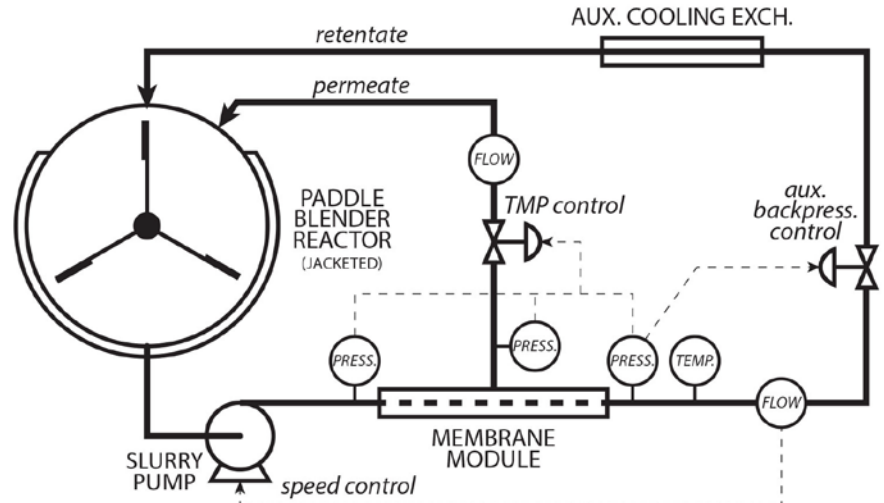 AUX. COOLING EXCH.
retentate
permeate
FLOW
PADDLE
BLENDER
REACTOR
(JACKETED)
TMP control
aux.
backpress.
control
PRESS.
PRESS.
PRESS.
TEMP.
FLOW
MEMBRANE
MODULE
SLURRY
PUMP
speed control